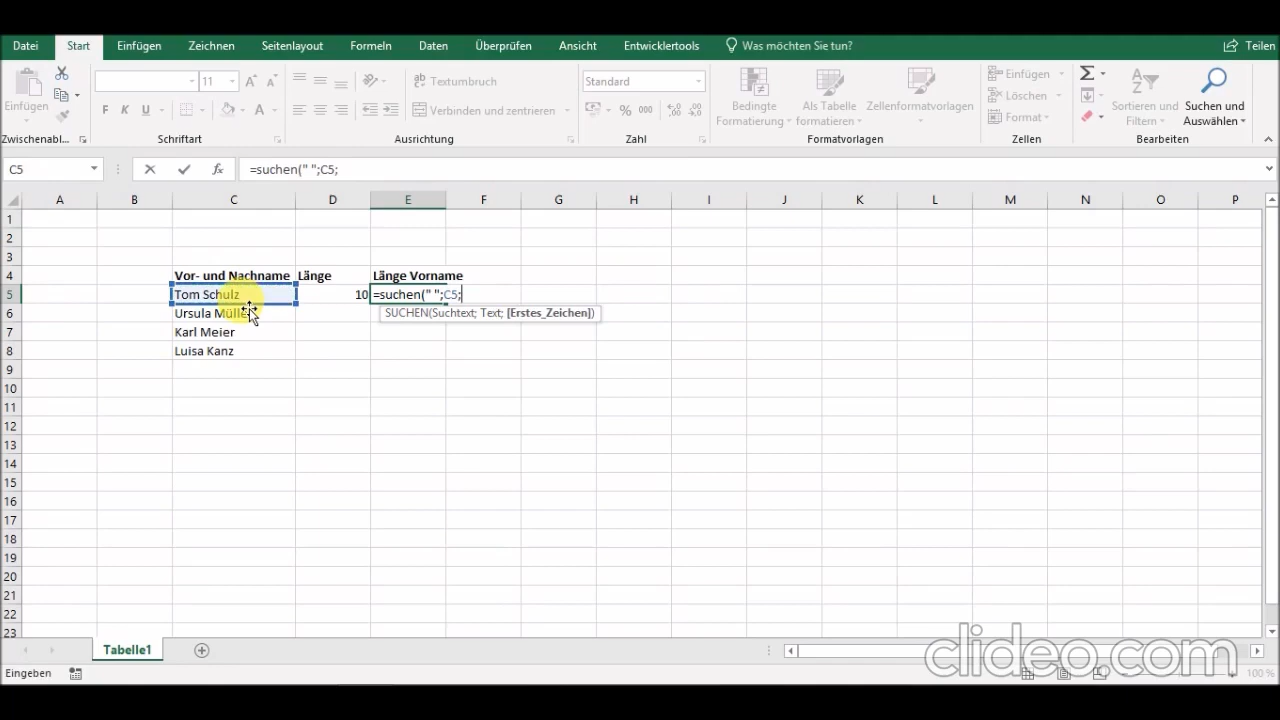 Datei Start Einfügen Zeichnen Seitenlayout Formeln Daten Überprüfen Ansicht Entwicklertools Was möchten Sie tun? Teilen
11 Textumbruch Standard Einfügen
Einfügen Bedingte Als Tabelle Zellenformatvorlagen Löschen Sortieren und Suchen und
F K U A Verbinden und zentrieren % 000 Formatierung formatieren Format Filtern Auswählen
Zwischenabl... Schriftart Ausrichtung Zahl Formatvorlagen Zellen Bearbeiten
C5 fx =suchen(" ";C5;
A B C D E F G H I J K L M N O P
1
2
3
4 Vor- und Nachname Länge Länge Vorname
5 Tom Schulz 10 =suchen(" ";C5;
6 Ursula Müller SUCHEN(Suchtext; Text; [Erstes_Zeichen])
7 Karl Meier
8 Luisa Kanz
9
10
11
12
13
14
15
16
17
18
19
20
21
22
23
Tabelle1
clideo.com
Eingeben 100 %